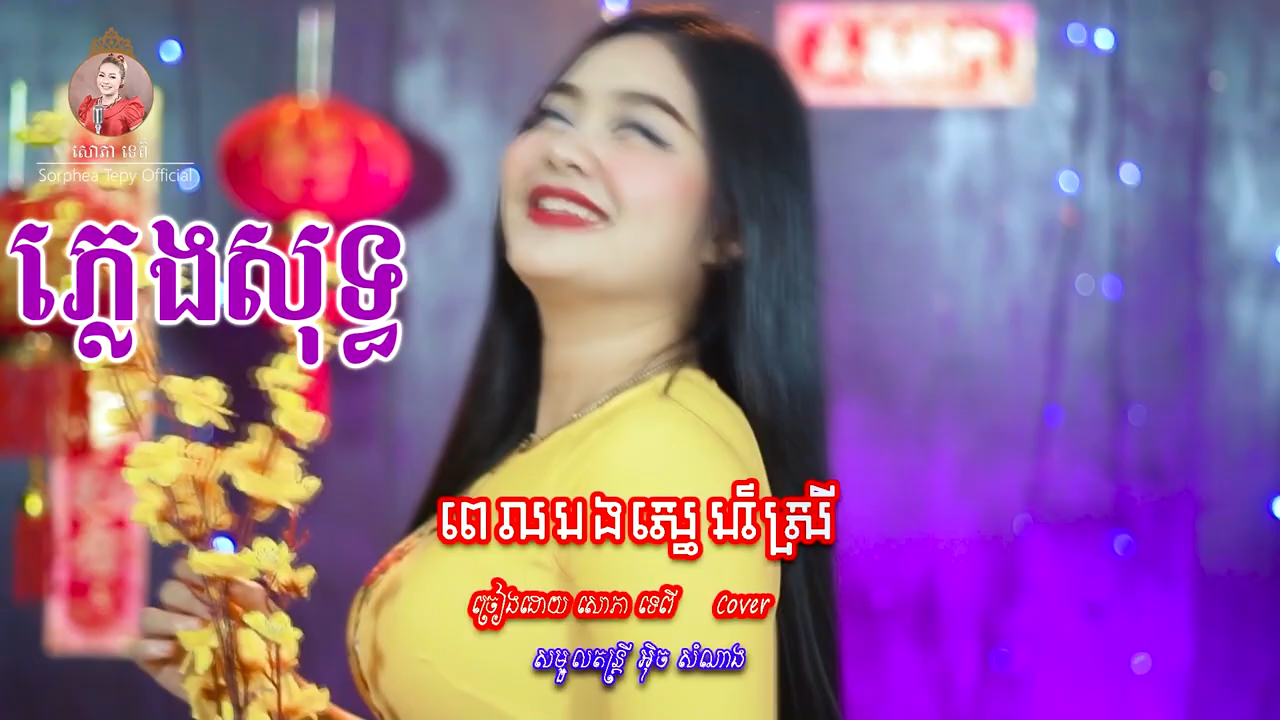 សោភា ទេពី
Sorphea Tepy Official
ភ្លេងសុទ្ធ
ពេលបងស្នេហ៍ស្រី
ច្រៀងដោយ សោភា ទេពី Cover
សម្រួលតន្ត្រី អ៊ិច សំណាង